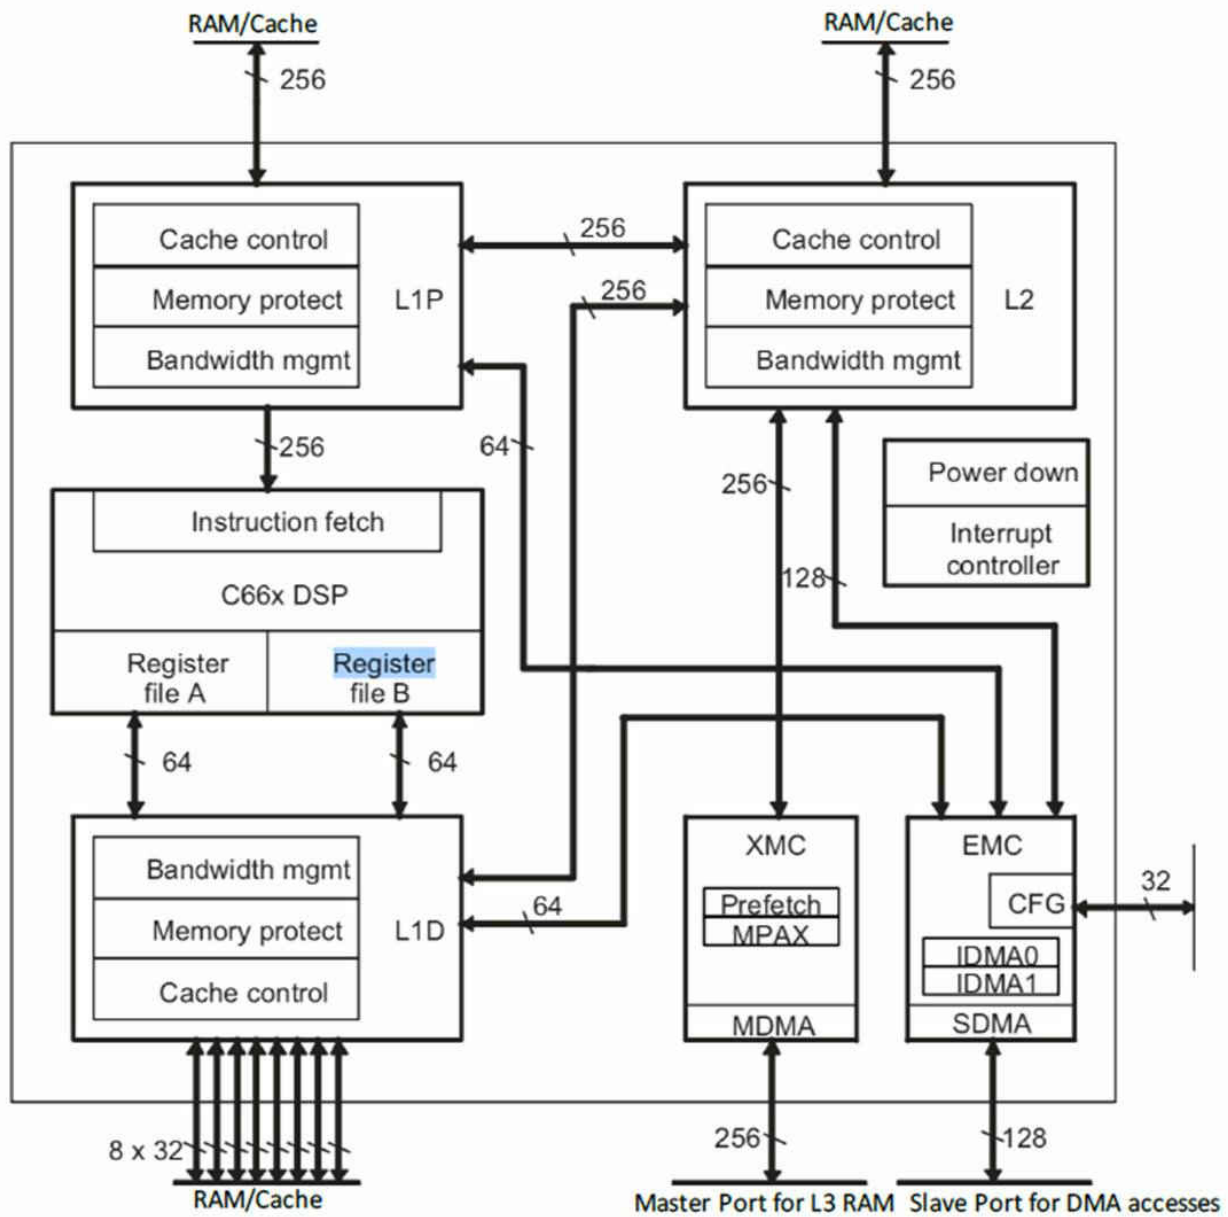 RAM/Cache
RAM/Cache
256
256
Cache control
Memory protect
Bandwidth mgmt
L1P
256
256
Cache control
Memory protect
Bandwidth mgmt
L2
256
64
256
128
Power down
Interrupt
controller
Instruction fetch
C66x DSP
Register
file A
Register
file B
64
64
Bandwidth mgmt
Memory protect
Cache control
L1D
64
XMC
Prefetch
MPAX
MDMA
EMC
CFG
IDMA0
IDMA1
SDMA
32
8 x 32
256
128
RAM/Cache
Master Port for L3 RAM
Slave Port for DMA accesses